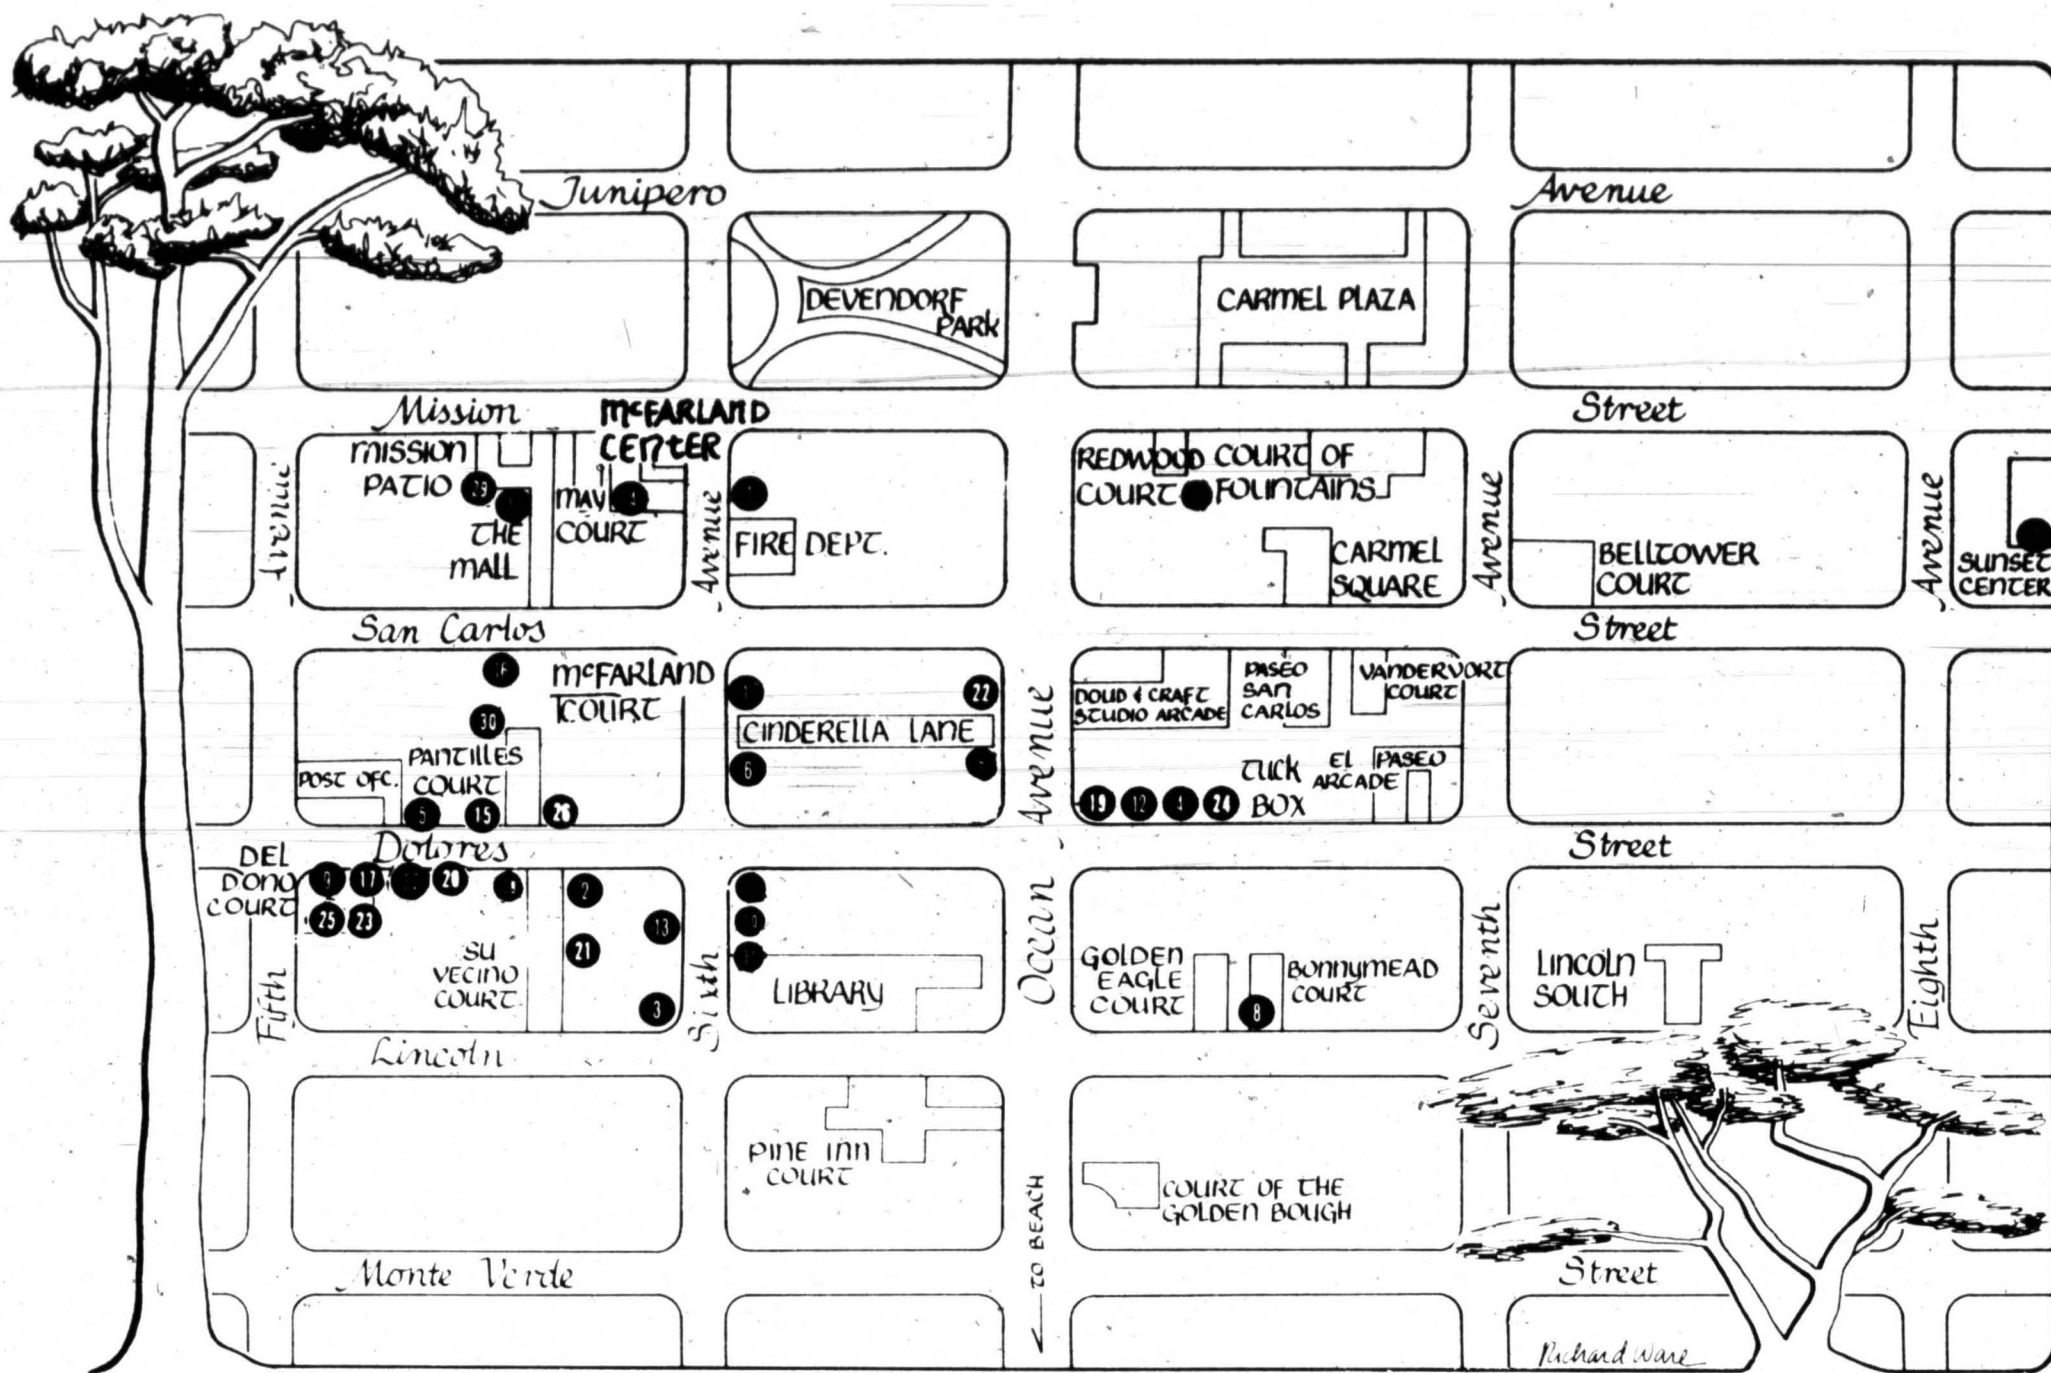 Junipero Avenue
DEVENDORF
PARK
CARMEL PLAZA
Mission Street
McFARLAND
CENTER
MISSION
PATIO
29
THE
MALL
MAY
COURT
FIRE DEPT.
REDWOOD
COURT
COURT OF
FOUNTAINS
CARMEL
SQUARE
BELLTOWER
COURT
SUNSET
CENTER
Avenue
Avenue
Avenue
Avenue
San Carlos Street
McFARLAND
COURT
30
PANTILLES
COURT
POST OFC.
5
15
26
22
CINDERELLA LANE
6
DOUD & CRAFT
STUDIO ARCADE
PASEO
SAN
CARLOS
VANDERVORT
COURT
TUCK
BOX
EL PASEO
ARCADE
19
12
4
24
Avenue
Dolores Street
DEL
DONO
COURT
9
17
20
25
23
2
13
21
3
SU
VECINO
COURT
LIBRARY
GOLDEN
EAGLE
COURT
BONNYMEAD
COURT
8
LINCOLN
SOUTH
Fifth
Sixth
Ocean
Seventh
Eighth
Lincoln
PINE INN
COURT
COURT OF THE
GOLDEN BOUGH
TO BEACH
Monte Verde Street
Richard Ware